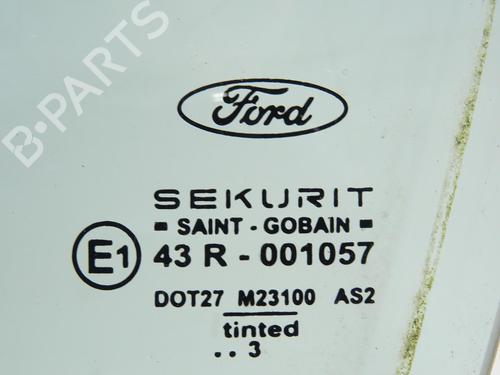 B-PARTS
Ford
SEKURIT
SAINT - GOBAIN
E1 43 R - 001057
DOT27 M23100 AS2
tinted
.. 3